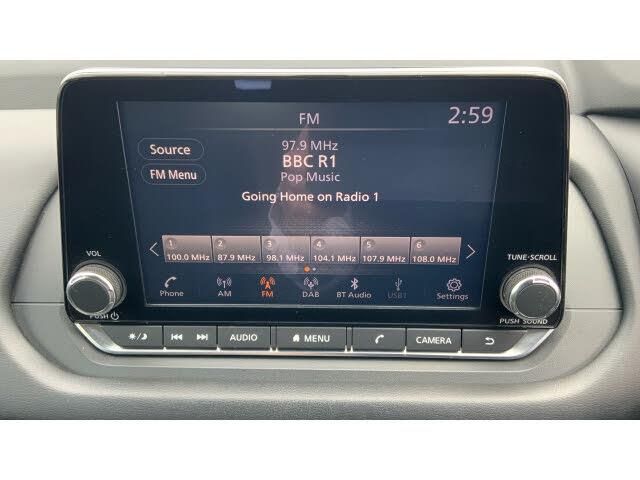 FM 2:59
97.9 MHz
Source
BBC R1
FM Menu
Pop Music
Going Home on Radio 1
1 2 3 4 5 6
100.0 MHz 87.9 MHz 98.1 MHz 104.1 MHz 107.9 MHz 108.0 MHz
VOL
TUNE·SCROLL
Phone AM FM DAB BT Audio USB1 Settings
PUSH
PUSH SOUND
AUDIO MENU CAMERA